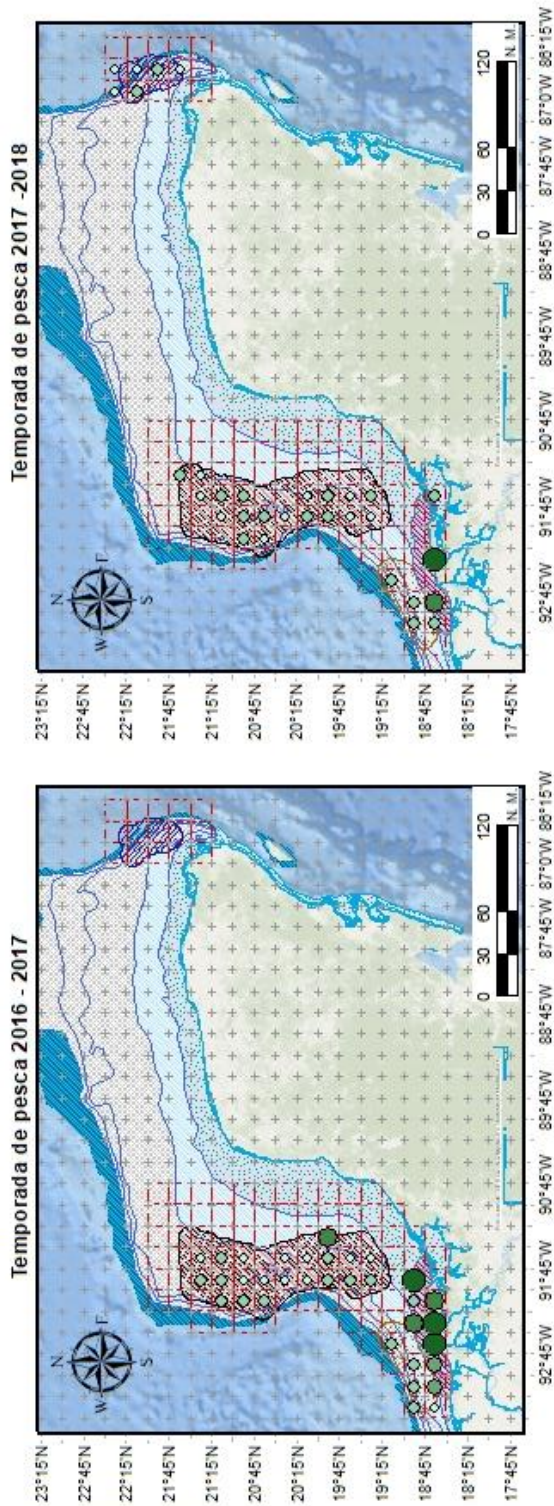 Temporada de pesca 2016 - 2017
23°15'N
22°45'N
22°15'N
21°45'N
21°15'N
20°45'N
20°15'N
19°45'N
19°15'N
18°45'N
18°15'N
17°45'N
N
W E
S
0 30 60 120
N. M.
92°45'W 91°45'W 90°45'W 89°45'W 88°45'W 87°45'W 87°0'W 86°15'W
Temporada de pesca 2017 -2018
23°15'N
22°45'N
22°15'N
21°45'N
21°15'N
20°45'N
20°15'N
19°45'N
19°15'N
18°45'N
18°15'N
17°45'N
N
W E
S
0 30 60 120
N. M.
92°45'W 91°45'W 90°45'W 89°45'W 88°45'W 87°45'W 87°0'W 86°15'W